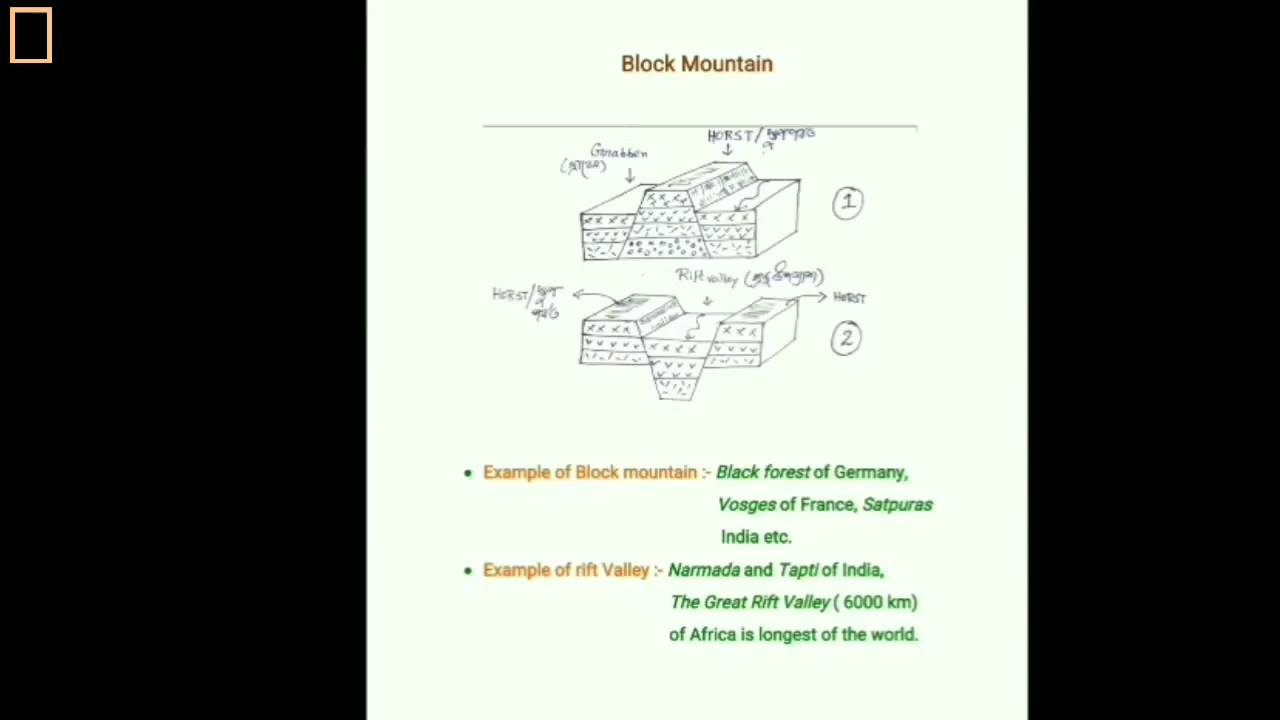 Block Mountain
HORST/
Graabben
1
Rift valley
HORST/
HORST
2
• Example of Block mountain :- Black forest of Germany,
Vosges of France, Satpuras
India etc.
• Example of rift Valley :- Narmada and Tapti of India,
The Great Rift Valley ( 6000 km)
of Africa is longest of the world.